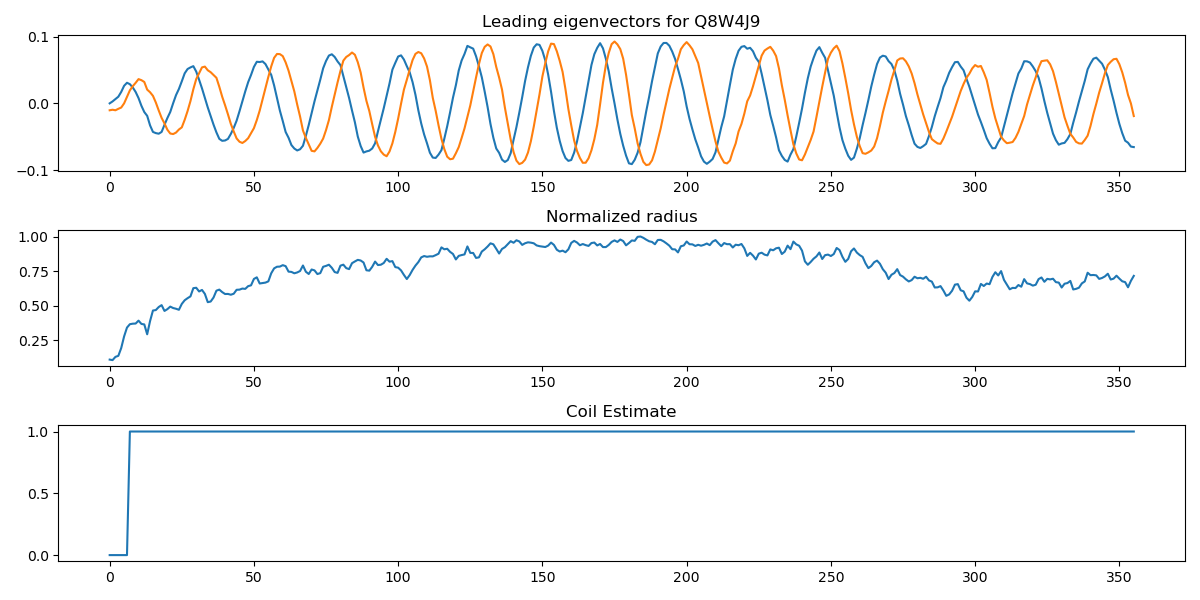 Leading eigenvectors for Q8W4J9
0.1
0.0
−0.1
0 50 100 150 200 250 300 350
Normalized radius
1.00
0.75
0.50
0.25
0 50 100 150 200 250 300 350
Coil Estimate
1.0
0.5
0.0
0 50 100 150 200 250 300 350